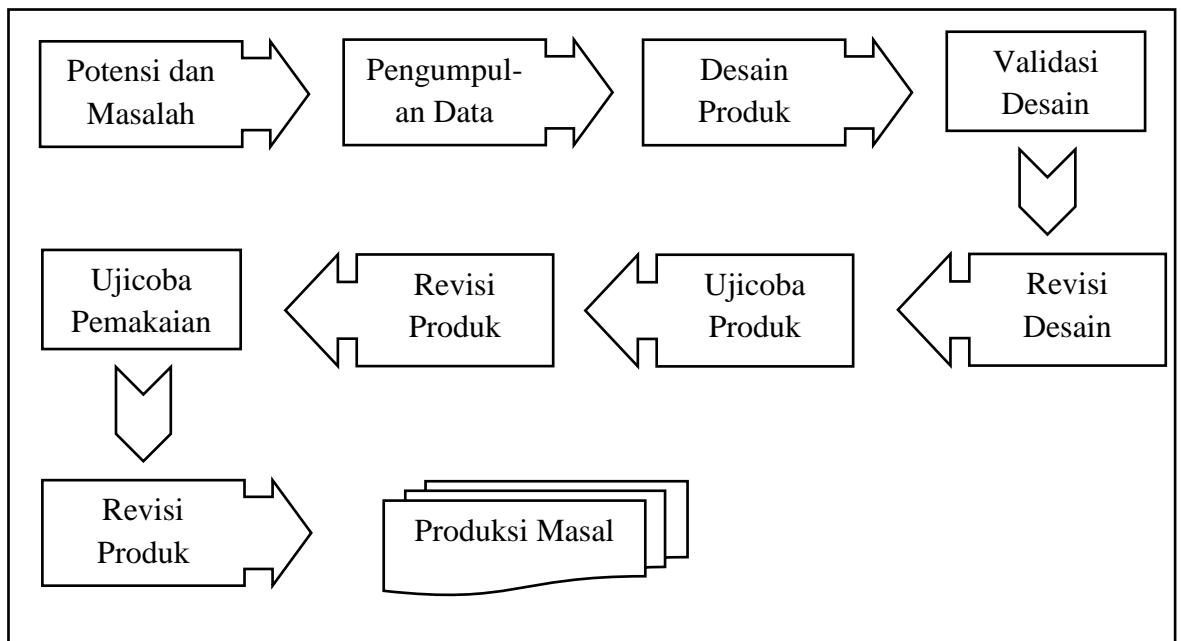 Potensi dan
Masalah
Pengumpul-
an Data
Desain
Produk
Validasi
Desain
Revisi
Desain
Ujicoba
Produk
Revisi
Produk
Ujicoba
Pemakaian
Revisi
Produk
Produksi Masal